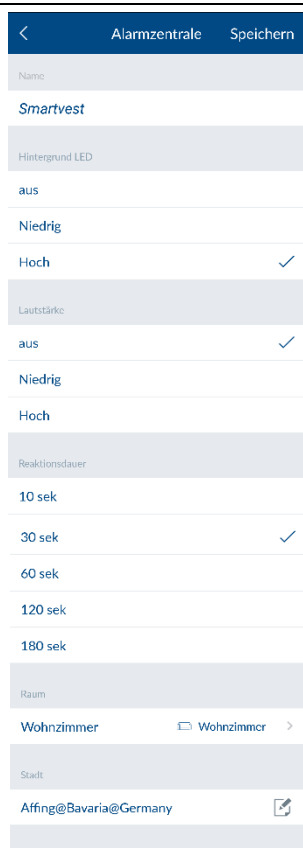 Alarmzentrale Speichern
Name
Smartvest
Hintergrund LED
aus
Niedrig
Hoch
Lautstärke
aus
Niedrig
Hoch
Reaktionsdauer
10 sek
30 sek
60 sek
120 sek
180 sek
Raum
Wohnzimmer Wohnzimmer
Stadt
Affing@Bavaria@Germany